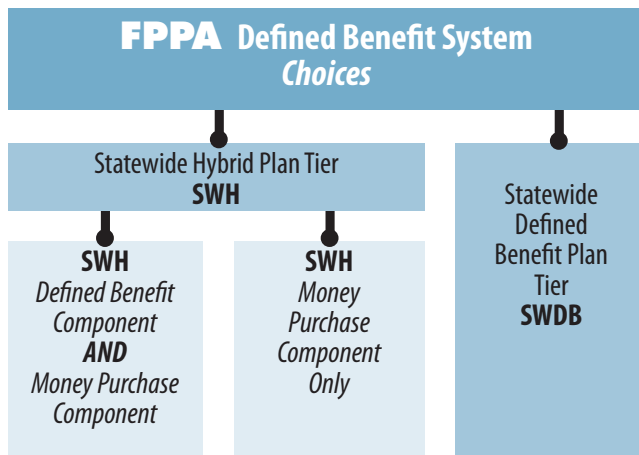 FPPA Defined Benefit System
Choices
Statewide Hybrid Plan Tier
SWH
SWH
Defined Benefit
Component
AND
Money Purchase
Component
SWH
Money
Purchase
Component
Only
Statewide
Defined
Benefit Plan
Tier
SWDB